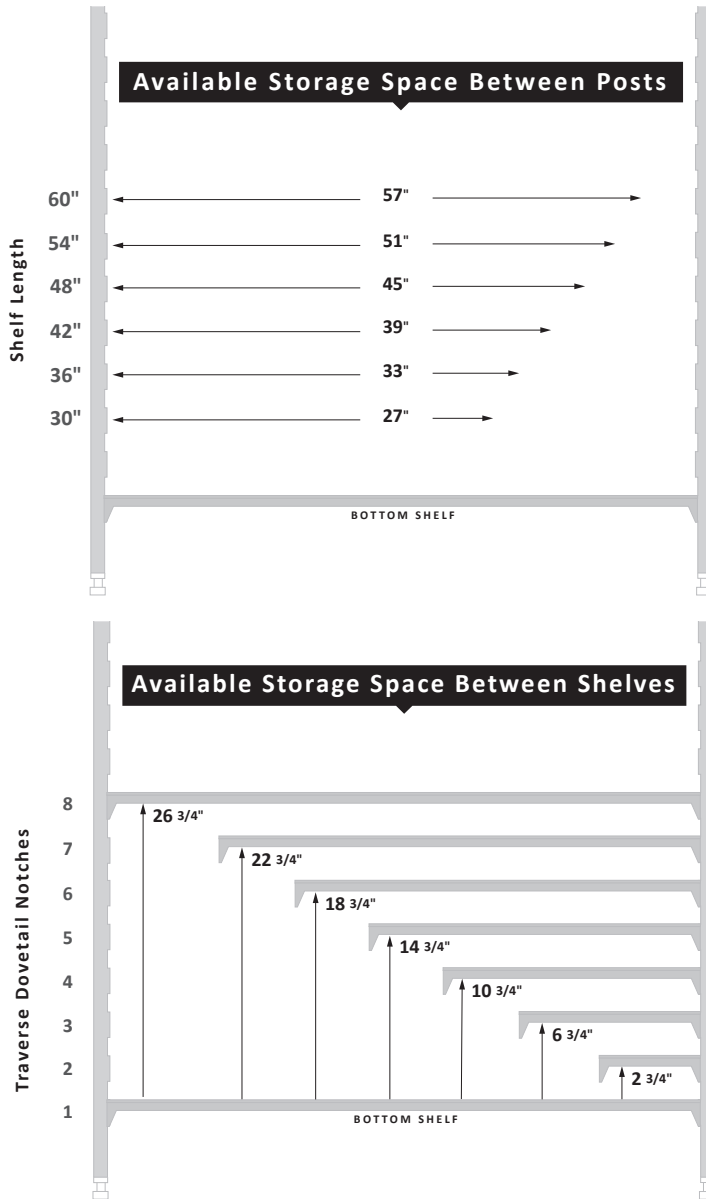 Available Storage Space Between Posts
Shelf Length
60" 57"
54" 51"
48" 45"
42" 39"
36" 33"
30" 27"
BOTTOM SHELF
Available Storage Space Between Shelves
Traverse Dovetail Notches
8 26 3/4"
7 22 3/4"
6 18 3/4"
5 14 3/4"
4 10 3/4"
3 6 3/4"
2 2 3/4"
1
BOTTOM SHELF